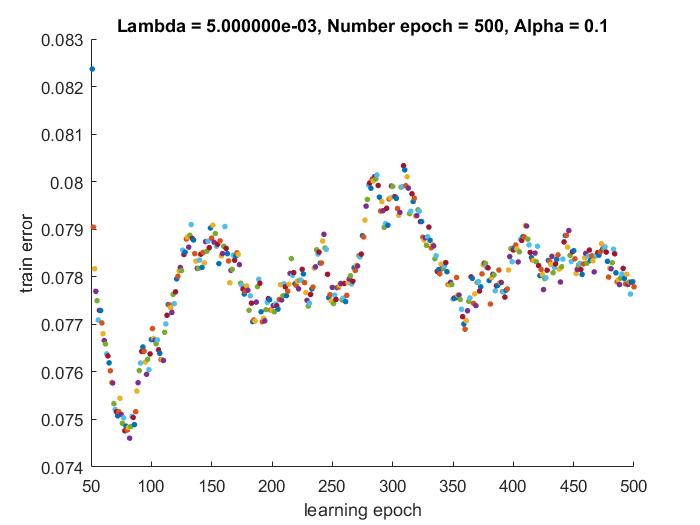 Lambda = 5.000000e-03, Number epoch = 500, Alpha = 0.1
0.083
0.082
0.081
0.08
0.079
0.078
0.077
0.076
0.075
0.074
train error
50 100 150 200 250 300 350 400 450 500
learning epoch